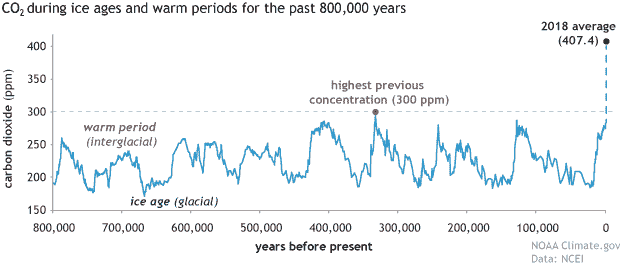 CO2 during ice ages and warm periods for the past 800,000 years
2018 average
(407.4)
400
350
300
250
200
150
carbon dioxide (ppm)
highest previous
concentration (300 ppm)
warm period
(interglacial)
ice age (glacial)
800,000
700,000
600,000
500,000
400,000
300,000
200,000
100,000
0
years before present
NOAA Climate.gov
Data: NCEI